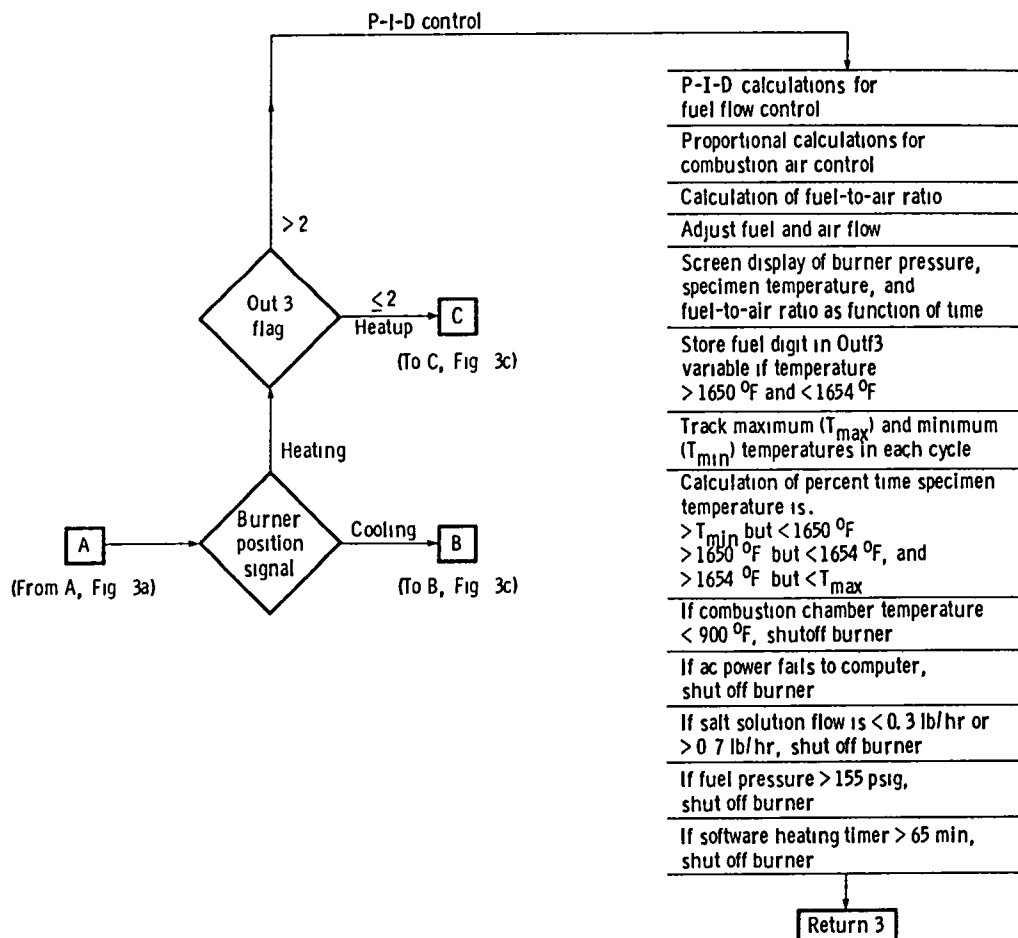 P-I-D control
P-I-D calculations for
fuel flow control
Proportional calculations for
combustion air control
Calculation of fuel-to-air ratio
Adjust fuel and air flow
Screen display of burner pressure,
specimen temperature, and
fuel-to-air ratio as function of time
Store fuel digit in Outf3
variable if temperature
> 1650 °F and < 1654 °F
Track maximum (Tmax) and minimum
(Tmin) temperatures in each cycle
Calculation of percent time specimen
temperature is.
> Tmin but < 1650 °F
> 1650 °F but < 1654 °F, and
> 1654 °F but < Tmax
If combustion chamber temperature
< 900 °F, shutoff burner
If ac power fails to computer,
shut off burner
If salt solution flow is < 0.3 lb/hr or
> 0 7 lb/hr, shut off burner
If fuel pressure > 155 psig,
shut off burner
If software heating timer > 65 min,
shut off burner
Return 3
> 2
Out 3
flag
≤ 2
Heatup
C
(To C, Fig 3c)
Heating
Burner
position
signal
Cooling
B
(To B, Fig 3c)
A
(From A, Fig 3a)